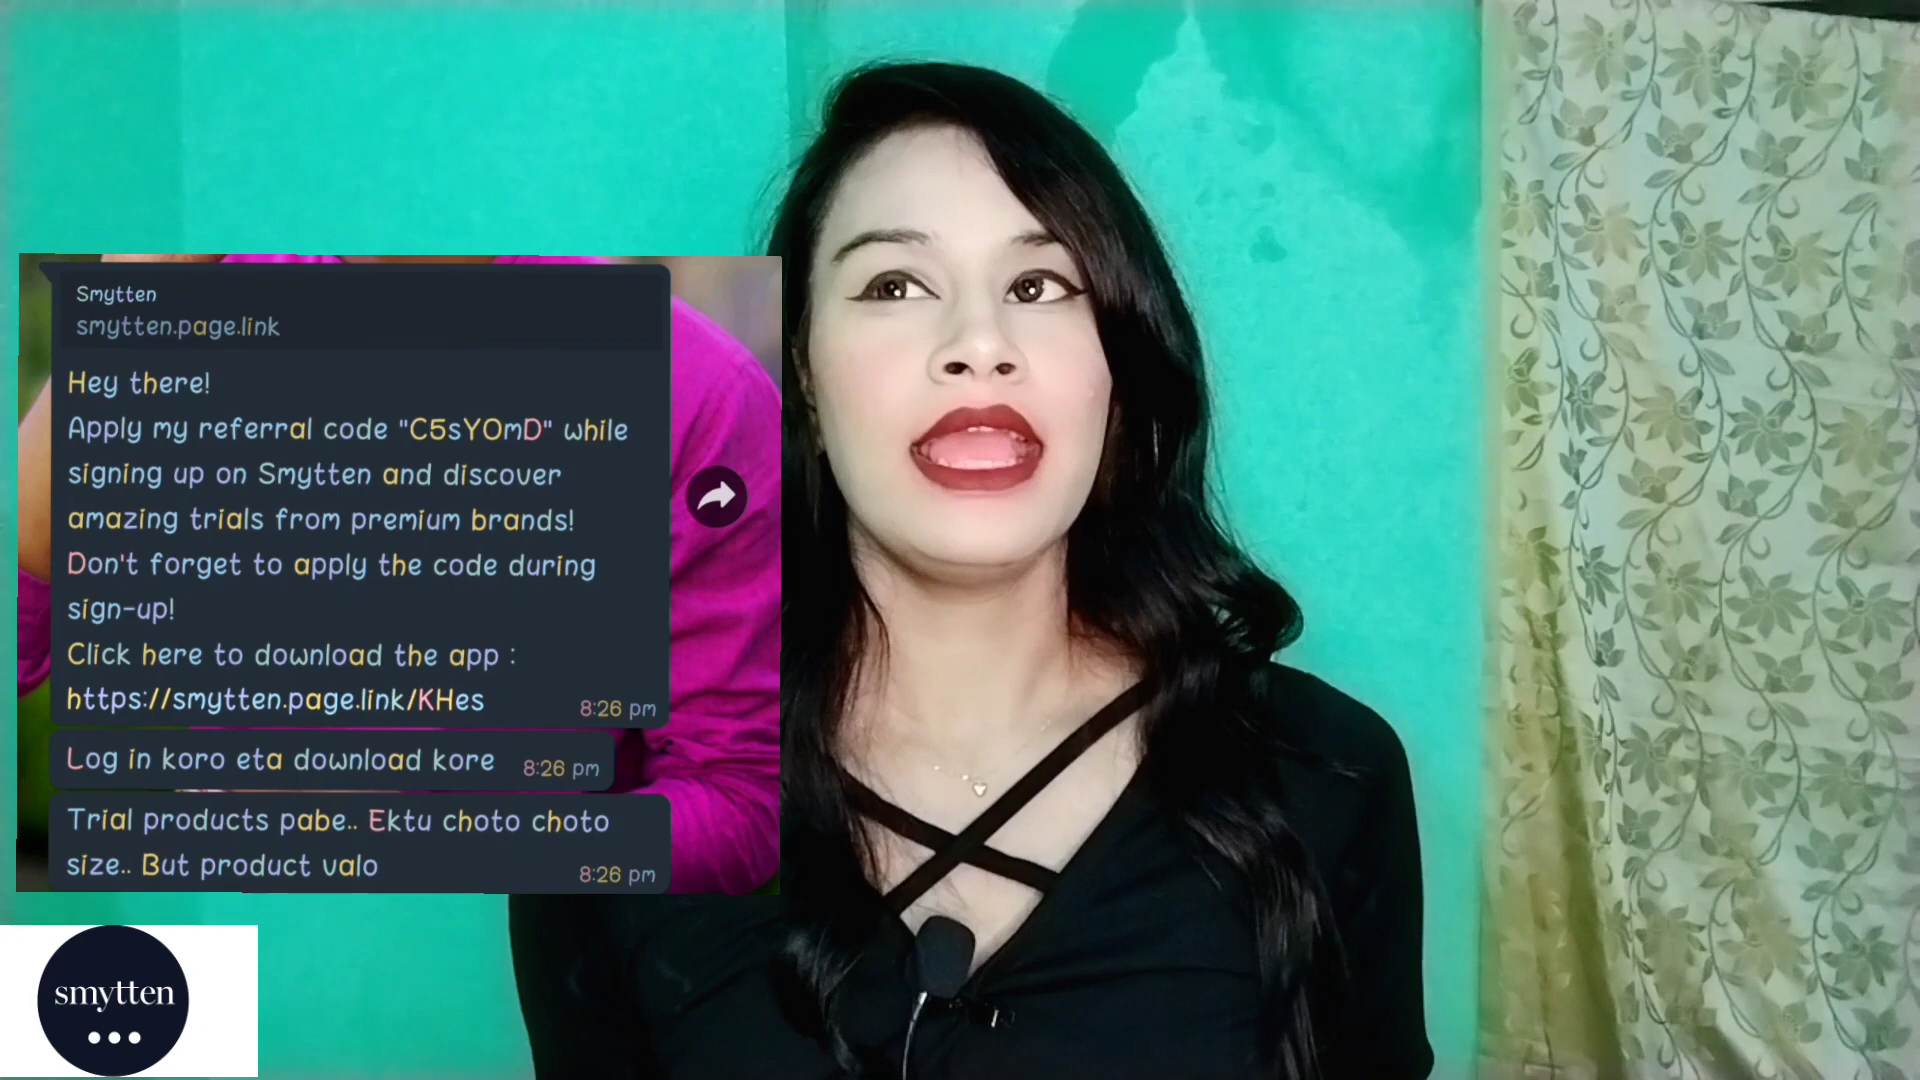 Smytten
smytten.page.link
Hey there!
Apply my referral code "C5sYOmD" while
signing up on Smytten and discover
amazing trials from premium brands!
Don't forget to apply the code during
sign-up!
Click here to download the app :
https://smytten.page.link/KHes
8:26 pm
Log in koro eta download kore
8:26 pm
Trial products pabe.. Ektu choto choto
size.. But product valo
8:26 pm
smytten